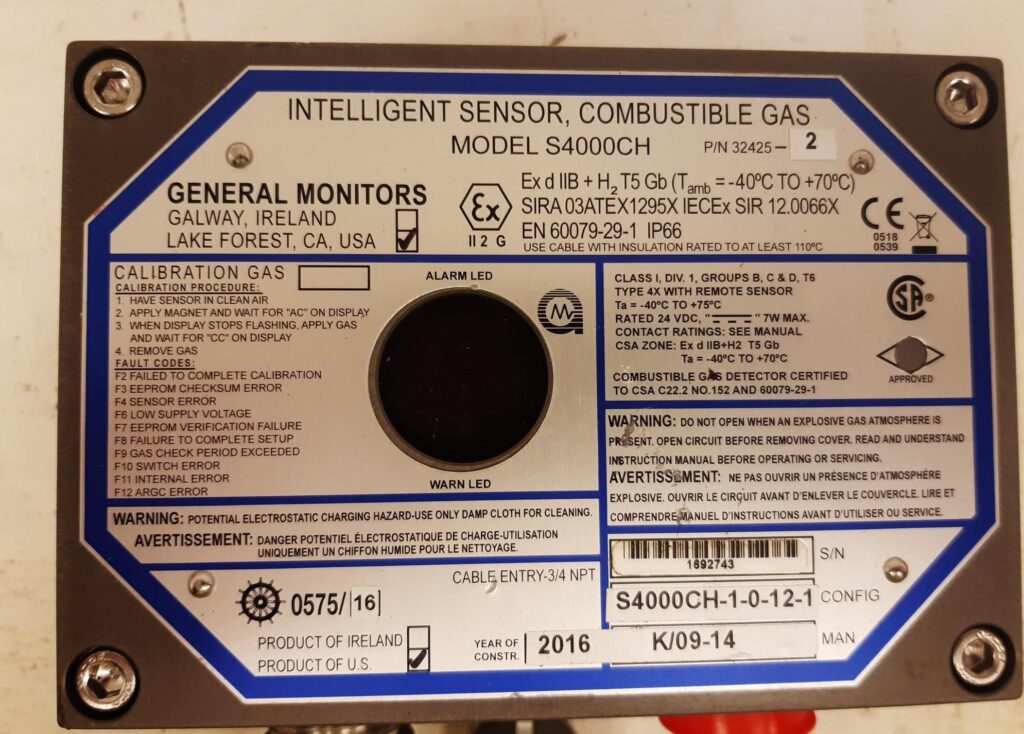 INTELLIGENT SENSOR, COMBUSTIBLE GAS
MODEL S4000CH P/N 32425– 2
GENERAL MONITORS
GALWAY, IRELAND
LAKE FOREST, CA, USA
Ex
II 2 G
Ex d IIB + H2 T5 Gb (Tamb = -40ºC TO +70ºC)
SIRA 03ATEX1295X IECEx SIR 12.0066X
EN 60079-29-1 IP66
USE CABLE WITH INSULATION RATED TO AT LEAST 110ºC
CE
0518
0539
CALIBRATION GAS
CALIBRATION PROCEDURE:
1. HAVE SENSOR IN CLEAN AIR
2. APPLY MAGNET AND WAIT FOR "AC" ON DISPLAY
3. WHEN DISPLAY STOPS FLASHING, APPLY GAS
AND WAIT FOR "CC" ON DISPLAY
4. REMOVE GAS
FAULT CODES:
F2 FAILED TO COMPLETE CALIBRATION
F3 EEPROM CHECKSUM ERROR
F4 SENSOR ERROR
F6 LOW SUPPLY VOLTAGE
F7 EEPROM VERIFICATION FAILURE
F8 FAILURE TO COMPLETE SETUP
F9 GAS CHECK PERIOD EXCEEDED
F10 SWITCH ERROR
F11 INTERNAL ERROR
F12 ARGC ERROR
ALARM LED
WARN LED
CLASS I, DIV. 1, GROUPS B, C & D, T6
TYPE 4X WITH REMOTE SENSOR
Ta = -40ºC TO +75ºC
RATED 24 VDC, " ⎓ " 7W MAX.
CONTACT RATINGS: SEE MANUAL
CSA ZONE: Ex d IIB+H2 T5 Gb
Ta = -40ºC TO +70ºC
COMBUSTIBLE GAS DETECTOR CERTIFIED
TO CSA C22.2 NO.152 AND 60079-29-1
CSA®
APPROVED
WARNING: DO NOT OPEN WHEN AN EXPLOSIVE GAS ATMOSPHERE IS
PRESENT. OPEN CIRCUIT BEFORE REMOVING COVER. READ AND UNDERSTAND
INSTRUCTION MANUAL BEFORE OPERATING OR SERVICING.
AVERTISSEMENT: NE PAS OUVRIR UN PRÉSENCE D'ATMOSPHÉRE
EXPLOSIVE. OUVRIR LE CIRCUIT AVANT D'ENLEVER LE COUVERCLE. LIRE ET
COMPRENDRE MANUEL D'INSTRUCTIONS AVANT D'UTILISER OU SERVICE.
WARNING: POTENTIAL ELECTROSTATIC CHARGING HAZARD-USE ONLY DAMP CLOTH FOR CLEANING.
AVERTISSEMENT: DANGER POTENTIEL ÉLECTROSTATIQUE DE CHARGE-UTILISATION
UNIQUEMENT UN CHIFFON HUMIDE POUR LE NETTOYAGE.
CABLE ENTRY-3/4 NPT
0575/ 16
PRODUCT OF IRELAND
PRODUCT OF U.S.
YEAR OF
CONSTR. 2016
1692743 S/N
S4000CH-1-0-12-1 CONFIG
K/09-14 MAN